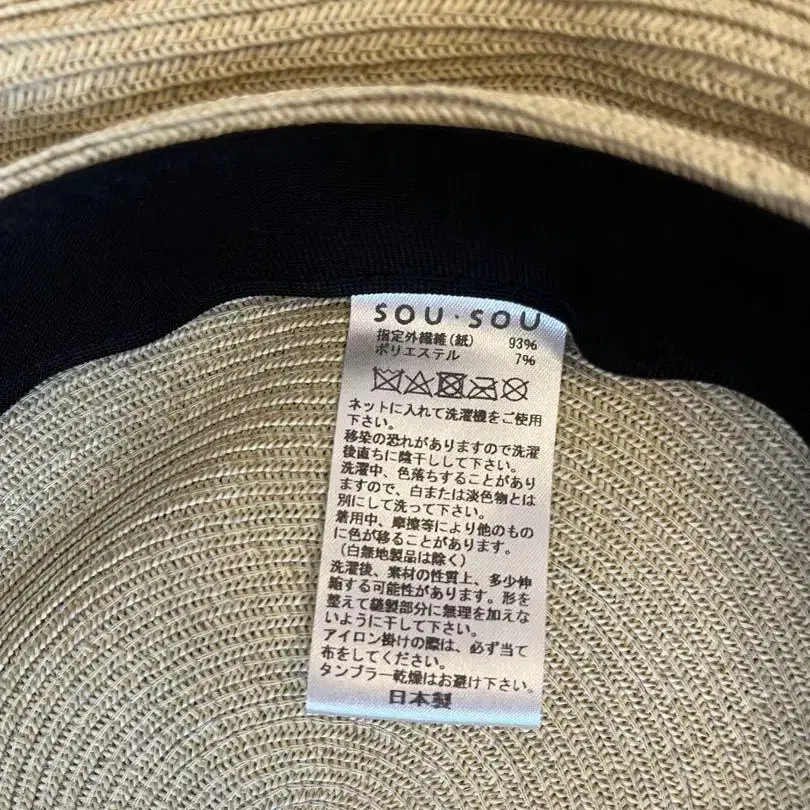 SOU・SOU
指定外繊維(紙) 93%
ポリエステル 7%
ネットに入れて洗濯機をご使用
下さい。
移染の恐れがありますので洗濯
後直ちに陰干しして下さい。
洗濯中、色落ちすることがあり
ますので、白または淡色物とは
別にして洗って下さい。
着用中、摩擦等により他のもの
に色が移ることがあります。
(白無地製品は除く)
洗濯後、素材の性質上、多少伸
縮する可能性があります。形を
整えて縫製部分に無理を加えな
いように干して下さい。
アイロン掛けの際は、必ず当て
布をしてください。
タンブラー乾燥はお避け下さい。
日本製